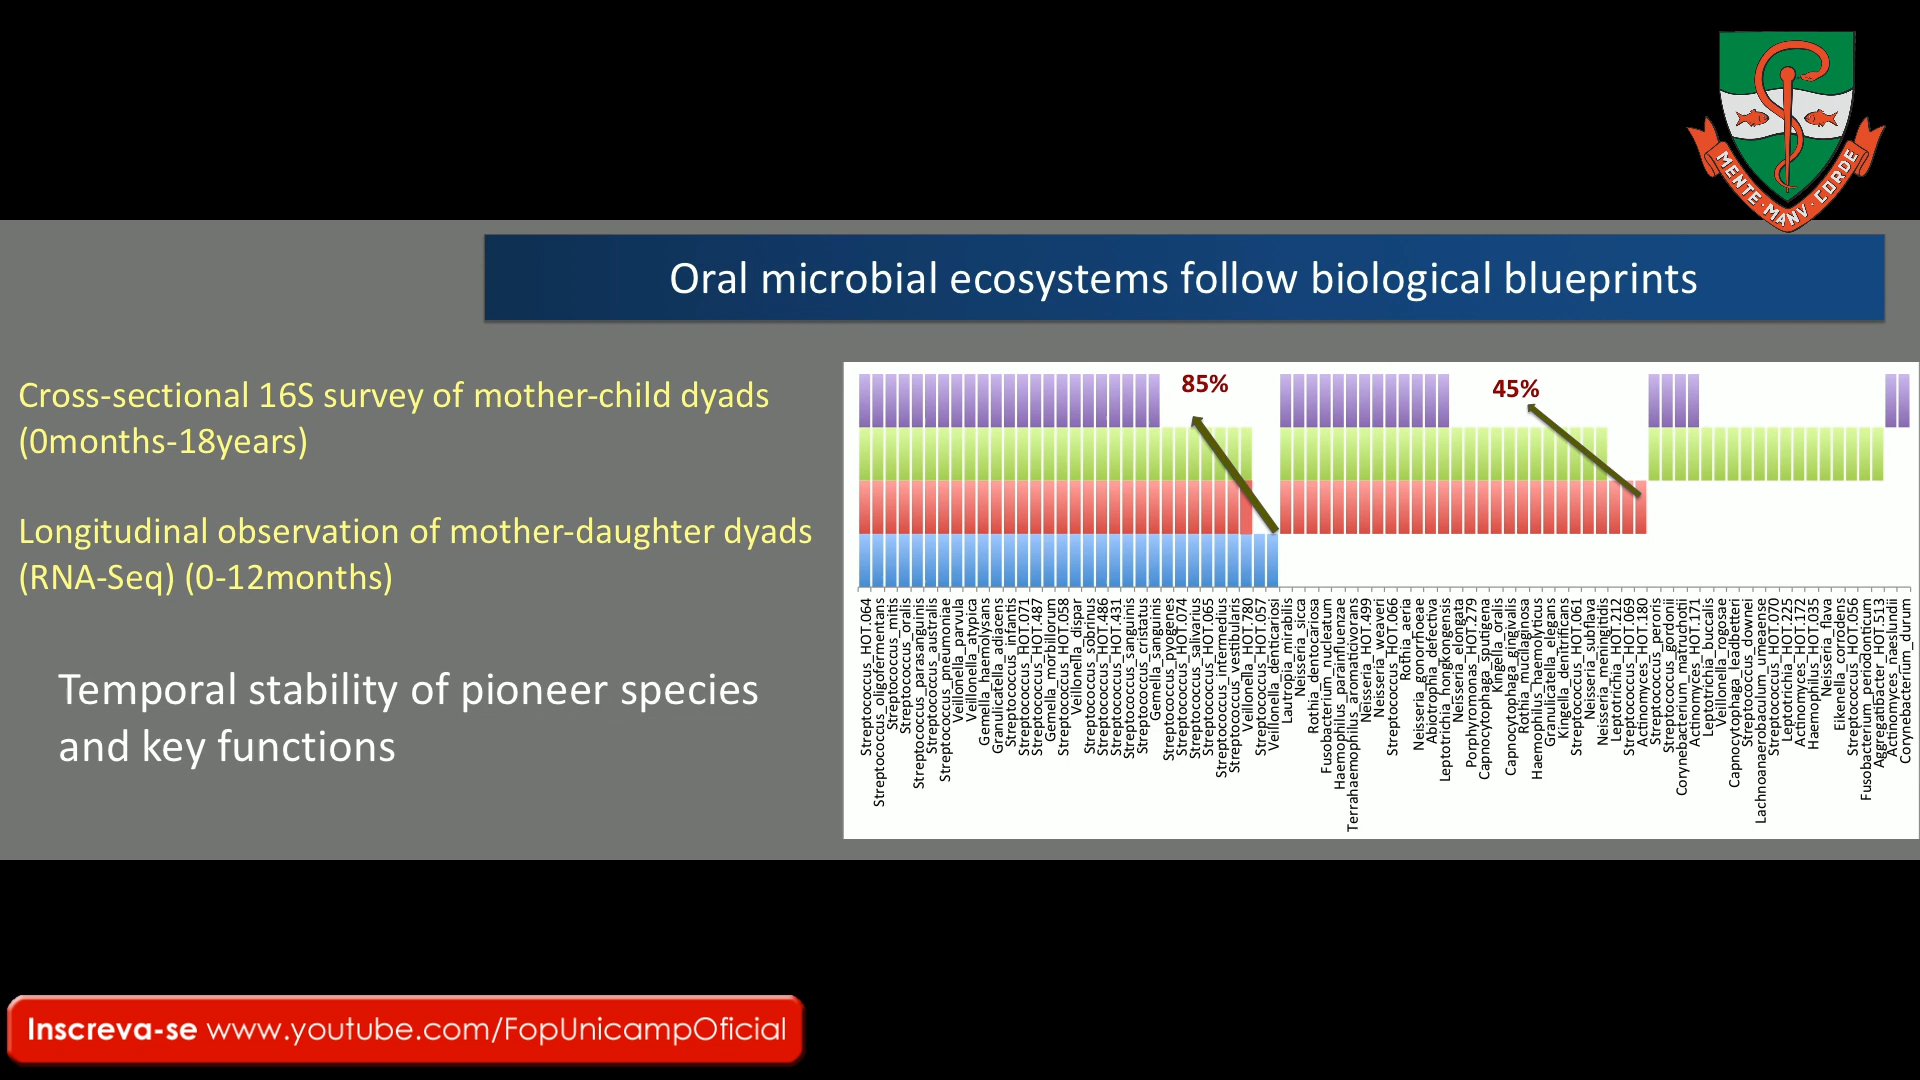 MENTE · MANV · CORDE
Oral microbial ecosystems follow biological blueprints
Cross-sectional 16S survey of mother-child dyads
(0months-18years)
Longitudinal observation of mother-daughter dyads
(RNA-Seq) (0-12months)
Temporal stability of pioneer species
and key functions
85%
45%
Streptococcus_HOT.064
Streptococcus_oligofermentans
Streptococcus_mitis
Streptococcus_oralis
Streptococcus_parasanguinis
Streptococcus_australis
Streptococcus_pneumoniae
Veillonella_parvula
Veillonella_atypica
Gemella_haemolysans
Granulicatella_adiacens
Streptococcus_infantis
Streptococcus_HOT.071
Streptococcus_HOT.487
Gemella_morbillorum
Streptococcus_HOT.058
Veillonella_dispar
Streptococcus_sobrinus
Streptococcus_HOT.486
Streptococcus_HOT.431
Streptococcus_sanguinis
Streptococcus_cristatus
Gemella_sanguinis
Streptococcus_pyogenes
Streptococcus_HOT.074
Streptococcus_salivarius
Streptococcus_HOT.065
Streptococcus_intermedius
Streptococcus_vestibularis
Veillonella_HOT.780
Streptococcus_HOT.057
Veillonella_denticariosi
Lautropia_mirabilis
Neisseria_sicca
Rothia_dentocariosa
Fusobacterium_nucleatum
Haemophilus_parainfluenzae
Terrahaemophilus_aromaticivorans
Neisseria_HOT.499
Neisseria_weaveri
Streptococcus_HOT.066
Rothia_aeria
Neisseria_gonorrhoeae
Abiotrophia_defectiva
Leptotrichia_hongkongensis
Neisseria_elongata
Porphyromonas_HOT.279
Capnocytophaga_sputigena
Kingella_oralis
Capnocytophaga_gingivalis
Rothia_mucilaginosa
Haemophilus_haemolyticus
Granulicatella_elegans
Kingella_denitrificans
Streptococcus_HOT.061
Neisseria_subflava
Neisseria_meningitidis
Leptotrichia_HOT.212
Streptococcus_HOT.069
Actinomyces_HOT.180
Streptococcus_peroris
Streptococcus_gordonii
Corynebacterium_matruchotii
Actinomyces_HOT.171
Leptotrichia_buccalis
Veillonella_rogosae
Capnocytophaga_leadbetteri
Streptococcus_downei
Lachnoanaerobaculum_umeaense
Streptococcus_HOT.070
Leptotrichia_HOT.225
Actinomyces_HOT.172
Haemophilus_HOT.035
Neisseria_flava
Eikenella_corrodens
Streptococcus_HOT.056
Fusobacterium_periodonticum
Aggregatibacter_HOT.513
Actinomyces_naeslundii
Corynebacterium_durum
Inscreva-se www.youtube.com/FopUnicampOficial